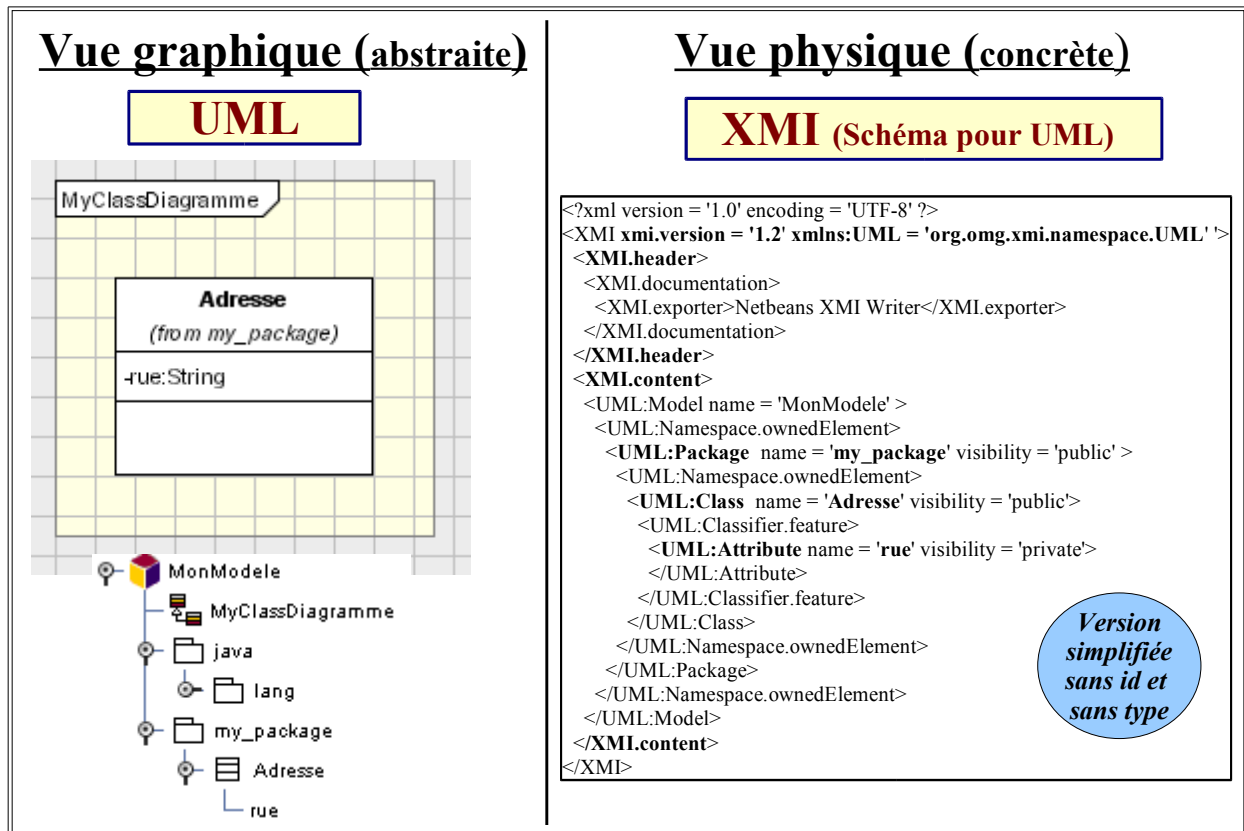 Vue graphique (abstraite)
UML
MyClassDiagramme
Adresse
(from my_package)
-rue:String
MonModele
MyClassDiagramme
java
lang
my_package
Adresse
rue
Vue physique (concrète)
XMI (Schéma pour UML)
<?xml version = '1.0' encoding = 'UTF-8' ?>
<XMI xmi.version = '1.2' xmlns:UML = 'org.omg.xmi.namespace.UML' '>
<XMI.header>
<XMI.documentation>
<XMI.exporter>Netbeans XMI Writer</XMI.exporter>
</XMI.documentation>
</XMI.header>
<XMI.content>
<UML:Model name = 'MonModele' >
<UML:Namespace.ownedElement>
<UML:Package name = 'my_package' visibility = 'public' >
<UML:Namespace.ownedElement>
<UML:Class name = 'Adresse' visibility = 'public'>
<UML:Classifier.feature>
<UML:Attribute name = 'rue' visibility = 'private'>
</UML:Attribute>
</UML:Classifier.feature>
</UML:Class>
</UML:Namespace.ownedElement>
</UML:Package>
</UML:Namespace.ownedElement>
</UML:Model>
</XMI.content>
</XMI>
Version
simplifiée
sans id et
sans type